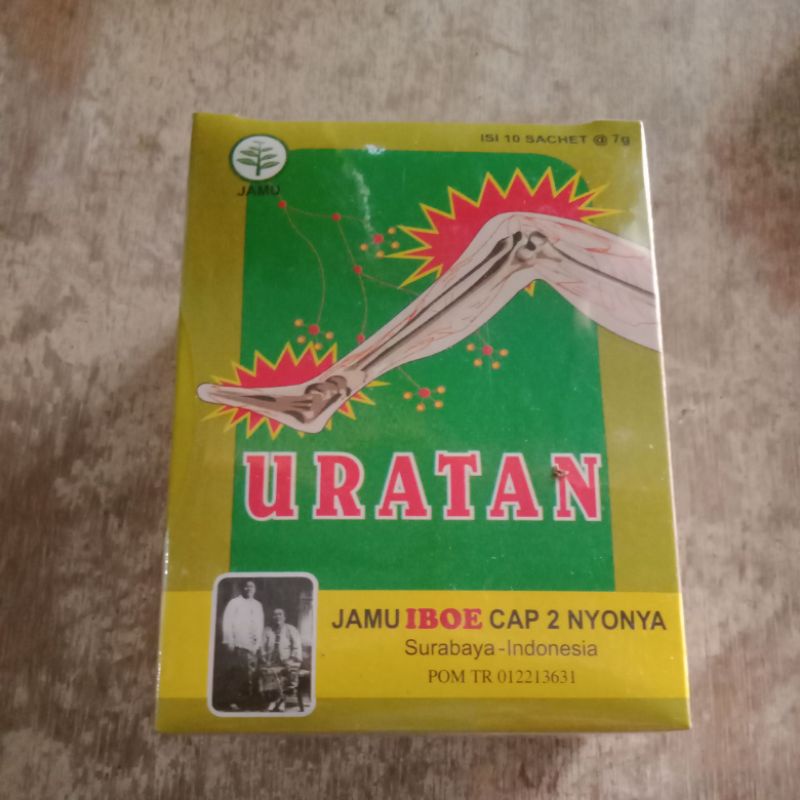 ISI 10 SACHET @ 7g
JAMU
URATAN
JAMU IBOE CAP 2 NYONYA
Surabaya-Indonesia
POM TR 012213631